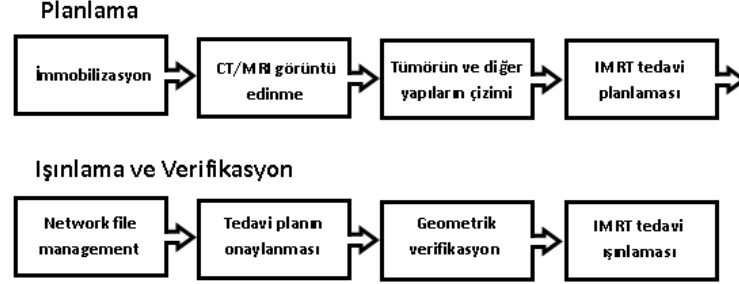 Planlama
İmmobilizasyon
CT/MRI görüntü
edinme
Tümörün ve diğer
yapıların çizimi
IMRT tedavi
planlaması
Işınlama ve Verifikasyon
Network file
management
Tedavi planın
onaylanması
Geometrik
verifikasyon
IMRT tedavi
ışınlaması